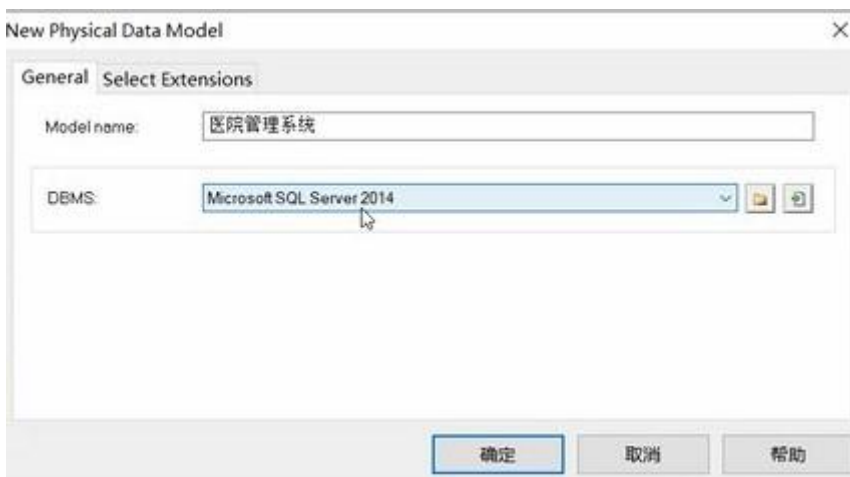 New Physical Data Model
General Select Extensions
Model name: 医院管理系统
DBMS: Microsoft SQL Server 2014
确定 取消 帮助